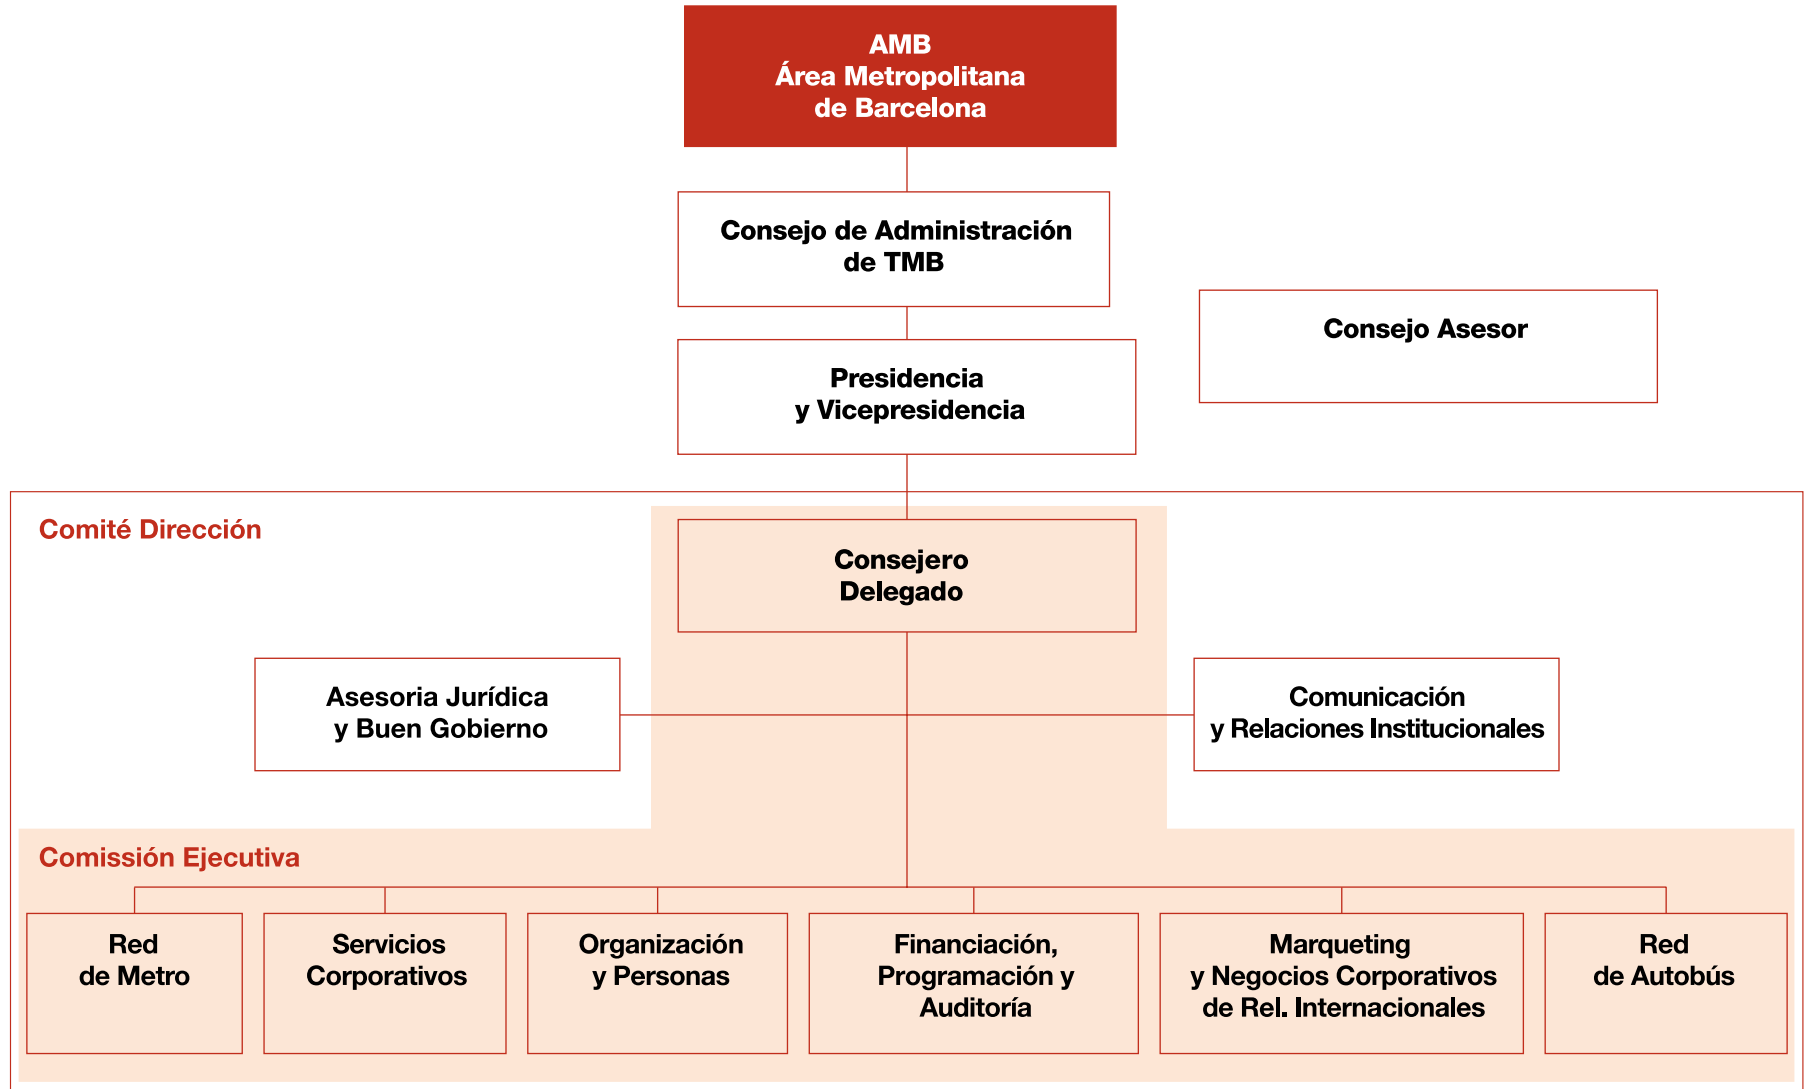 AMB
Área Metropolitana
de Barcelona
Consejo de Administración
de TMB
Consejo Asesor
Presidencia
y Vicepresidencia
Comité Dirección
Consejero
Delegado
Asesoria Jurídica
y Buen Gobierno
Comunicación
y Relaciones Institucionales
Comissión Ejecutiva
Red
de Metro
Servicios
Corporativos
Organización
y Personas
Financiación,
Programación y
Auditoría
Marqueting
y Negocios Corporativos
de Rel. Internacionales
Red
de Autobús